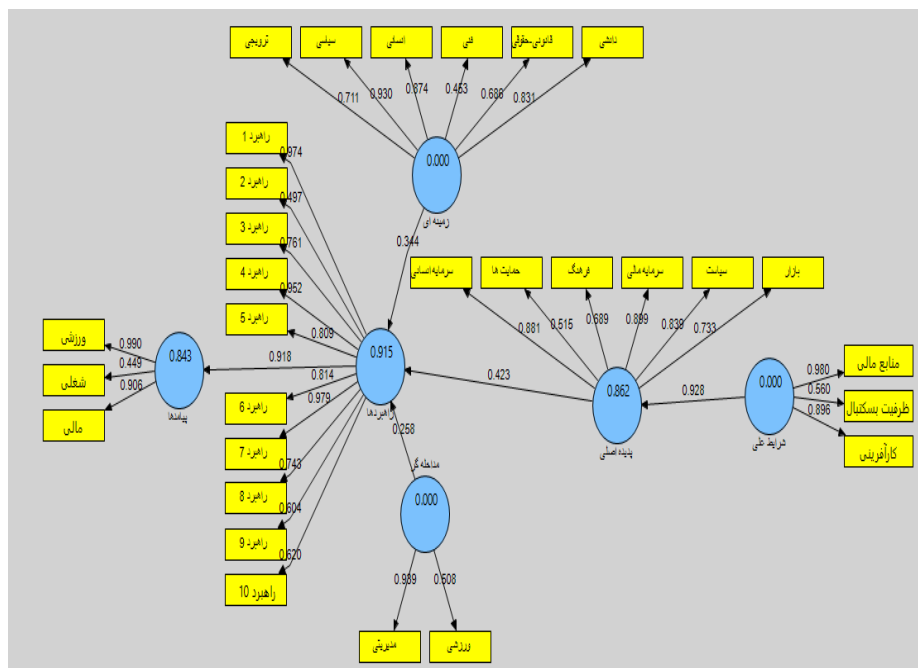 ترویجی
سیاسی
انسانی
فنی
قانونی-حقوقی
دانشی
0.711
0.930
0.874
0.453
0.686
0.831
0.000
زمینه ای
0.344
راهبرد 1
راهبرد 2
راهبرد 3
راهبرد 4
راهبرد 5
راهبرد 6
راهبرد 7
راهبرد 8
راهبرد 9
راهبرد 10
0.974
0.497
0.761
0.952
0.809
0.814
0.979
0.743
0.604
0.620
0.915
راهبردها
سرمایه انسانی
حمایت ها
فرهنگ
سرمایه مالی
سیاست
بازار
0.881
0.515
0.689
0.899
0.839
0.733
0.423
0.862
پدیده اصلی
0.928
0.000
شرایط علی
منابع مالی
ظرفیت بسکتبال
کارآفرینی
0.980
0.560
0.896
ورزشی
شغلی
مالی
0.990
0.449
0.906
0.843
پیامدها
0.918
0.258
مداخله گر
0.000
0.939
0.508
مدیریتی
ورزشی